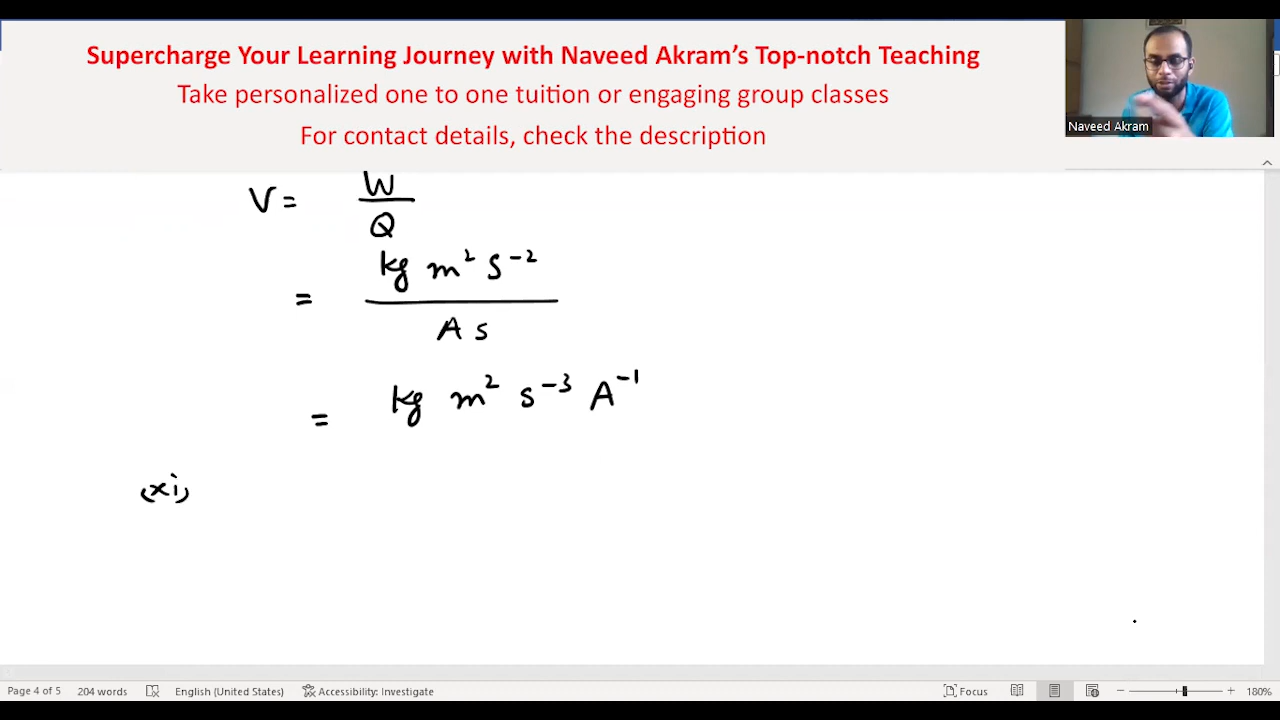 Supercharge Your Learning Journey with Naveed Akram’s Top-notch Teaching
Take personalized one to one tuition or engaging group classes
For contact details, check the description
Naveed Akram
V = W/Q
= kg m² s⁻² / A s
= kg m² s⁻³ A⁻¹
(xi)
Page 4 of 5 204 words English (United States) Accessibility: Investigate Focus 180%